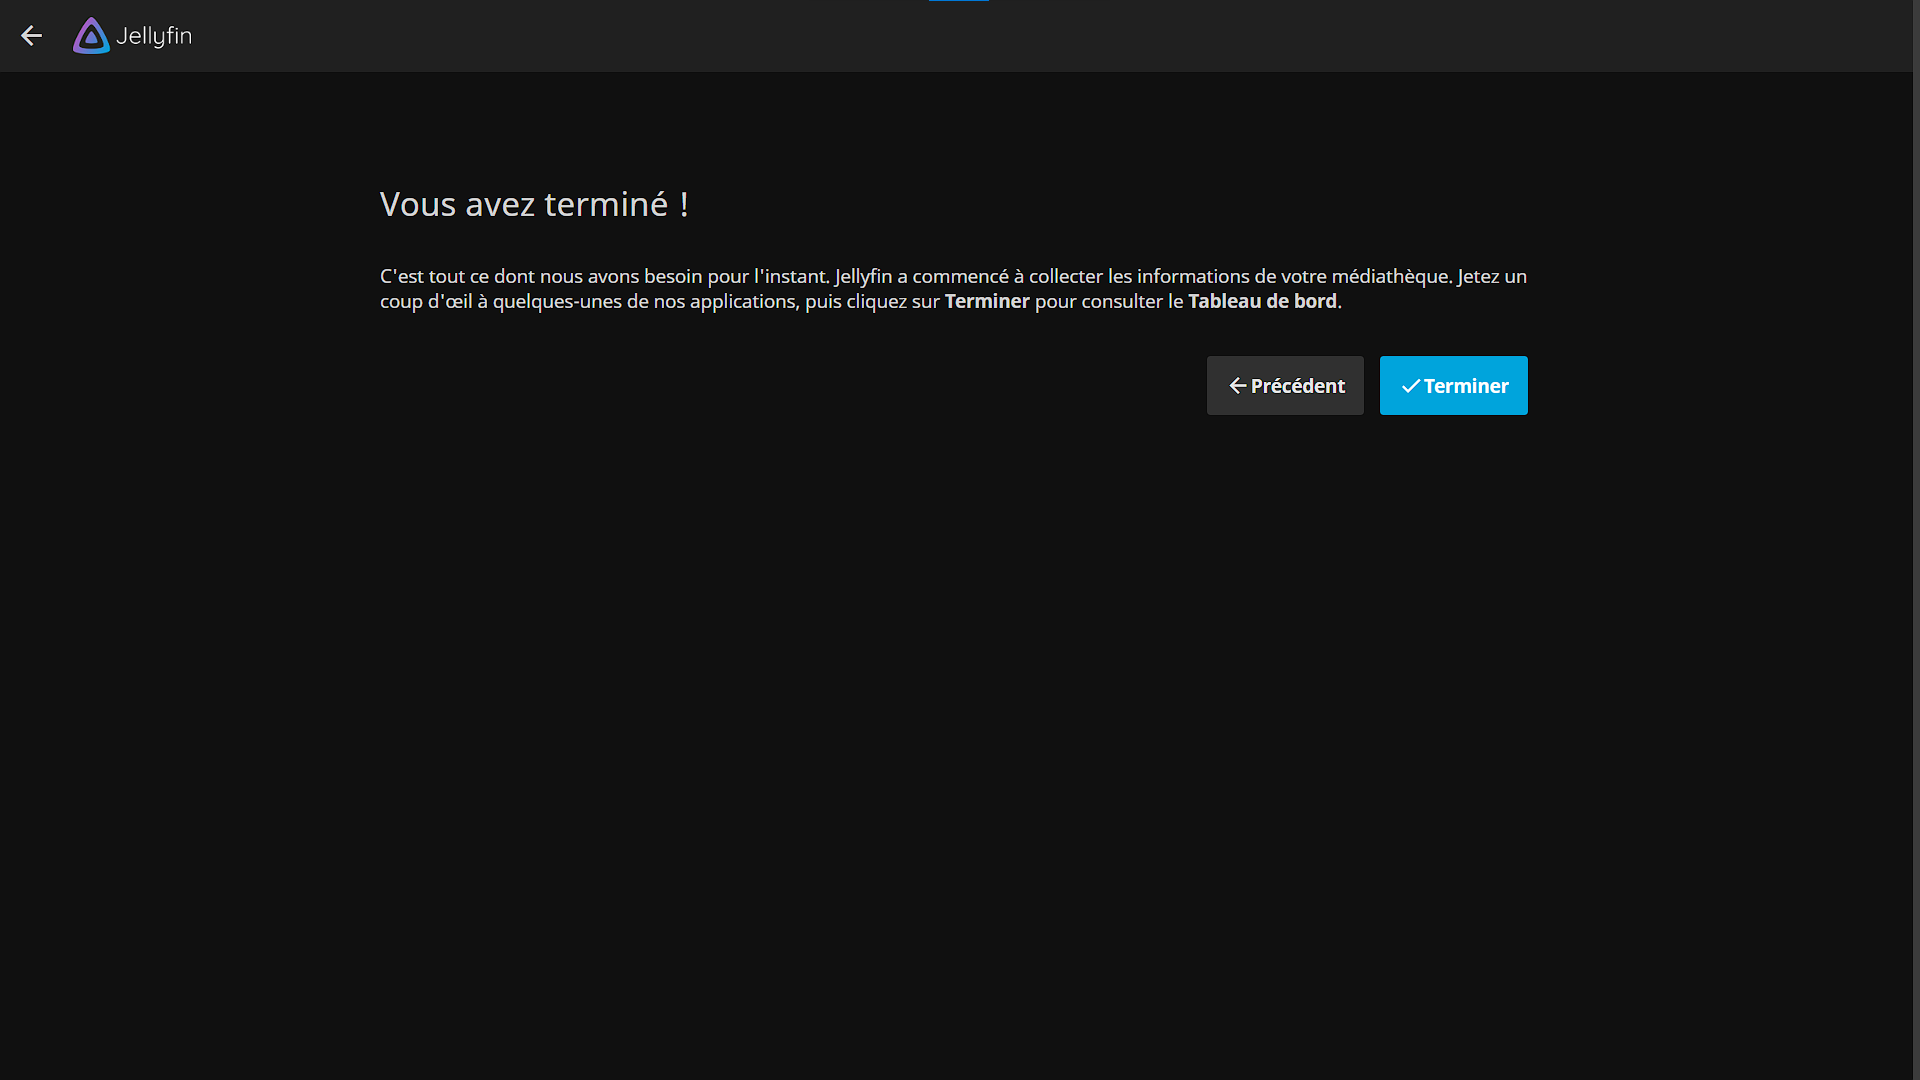 Jellyfin
Vous avez terminé !
C'est tout ce dont nous avons besoin pour l'instant. Jellyfin a commencé à collecter les informations de votre médiathèque. Jetez un
coup d'œil à quelques-unes de nos applications, puis cliquez sur Terminer pour consulter le Tableau de bord.
Précédent Terminer